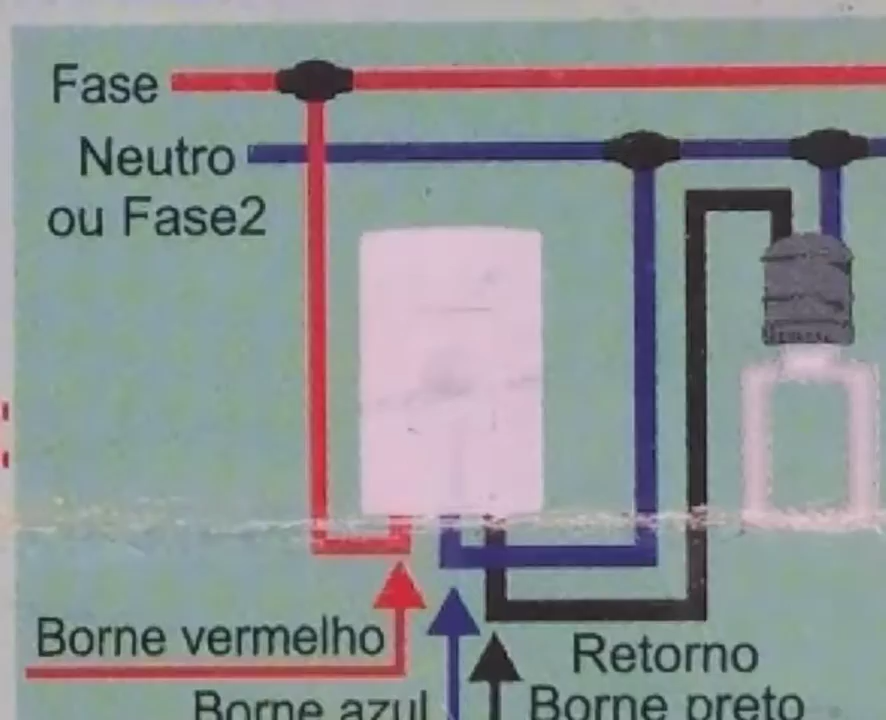 Fase
Neutro
ou Fase2
Borne vermelho
Retorno
Borne azul
Borne preto